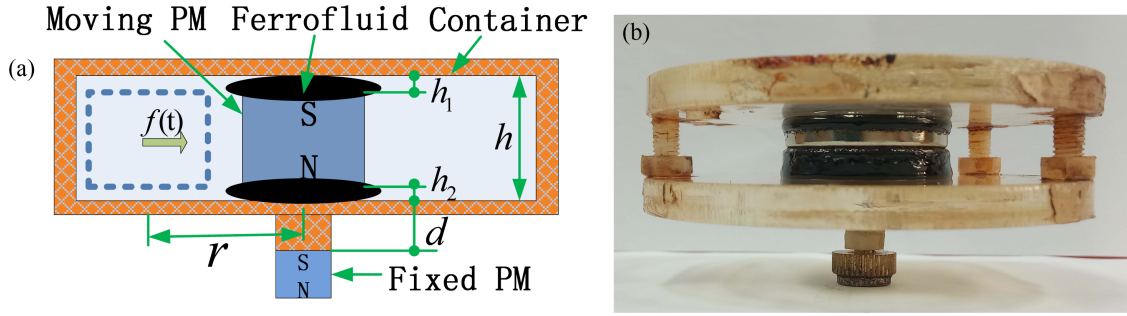 Moving PM Ferrofluid Container
(a)
(b)
h1
S
f(t)
h
N
h2
d
r
S
N
Fixed PM